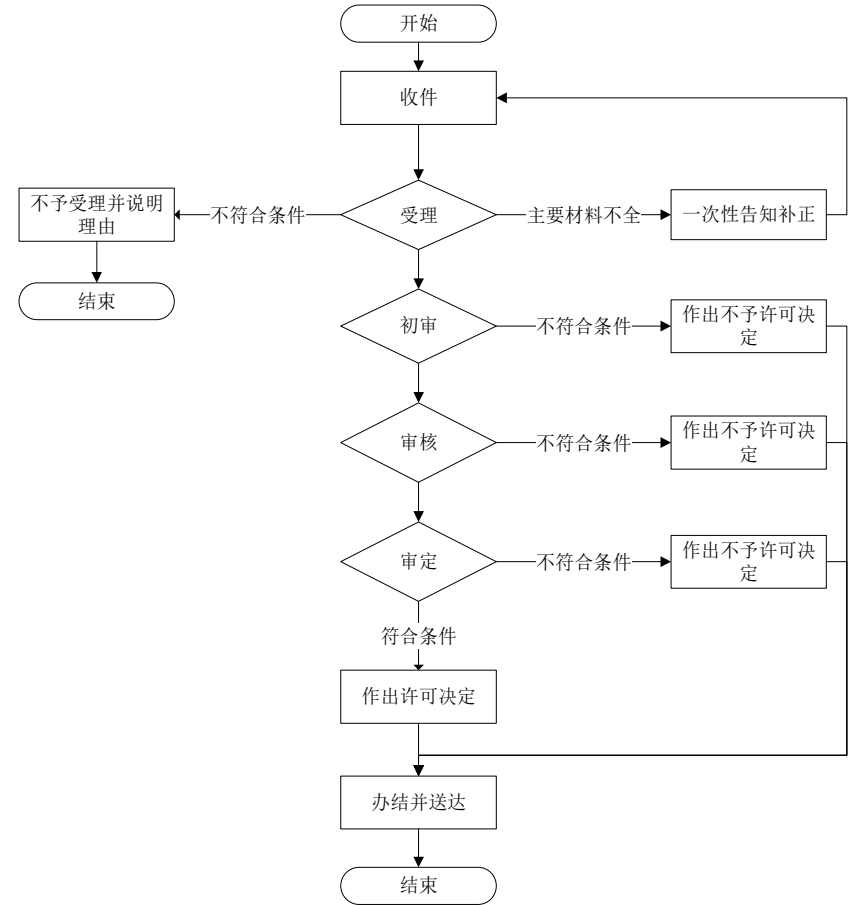 开始
收件
不予受理并说明
理由
不符合条件
受理
主要材料不全
一次性告知补正
结束
初审
不符合条件
作出不予许可决
定
审核
不符合条件
作出不予许可决
定
审定
不符合条件
作出不予许可决
定
符合条件
作出许可决定
办结并送达
结束